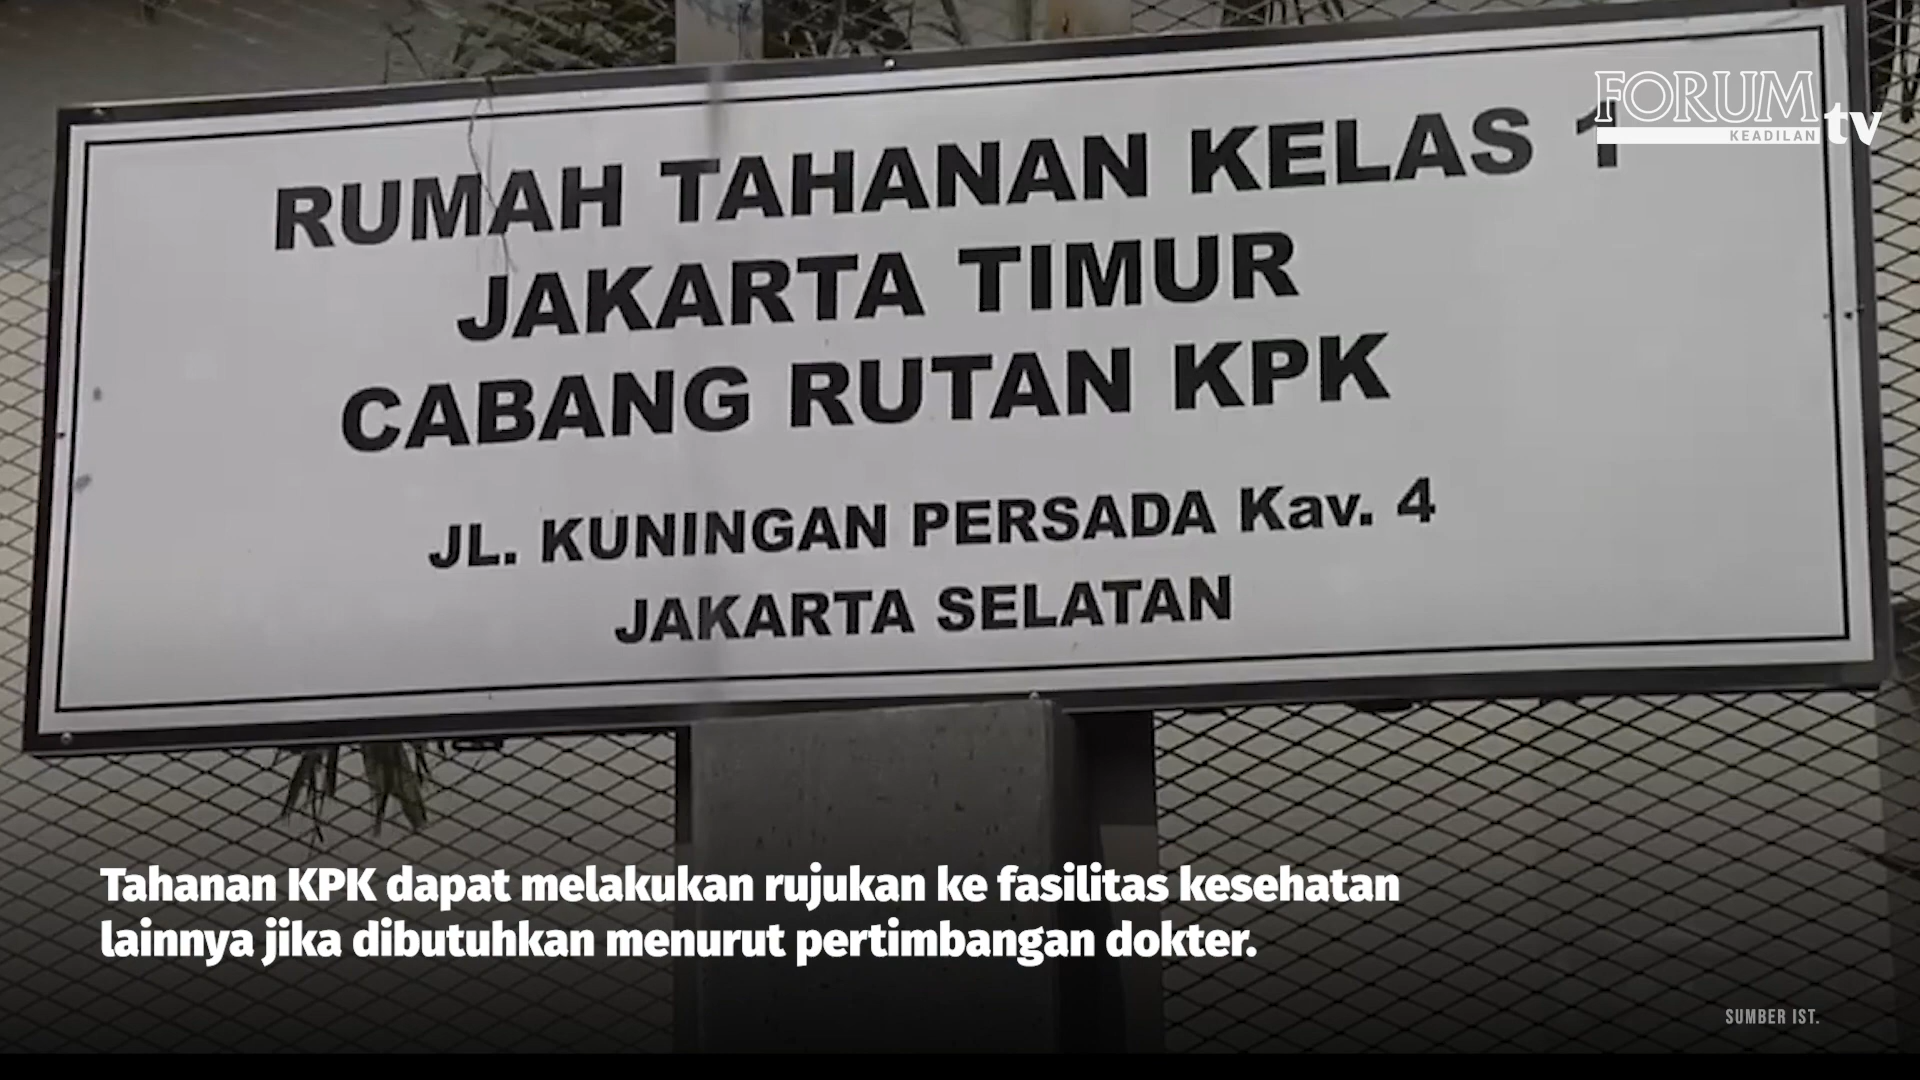 FORUM
KEADILAN
tv
RUMAH TAHANAN KELAS 1
JAKARTA TIMUR
CABANG RUTAN KPK
JL. KUNINGAN PERSADA Kav. 4
JAKARTA SELATAN
Tahanan KPK dapat melakukan rujukan ke fasilitas kesehatan
lainnya jika dibutuhkan menurut pertimbangan dokter.
SUMBER IST.